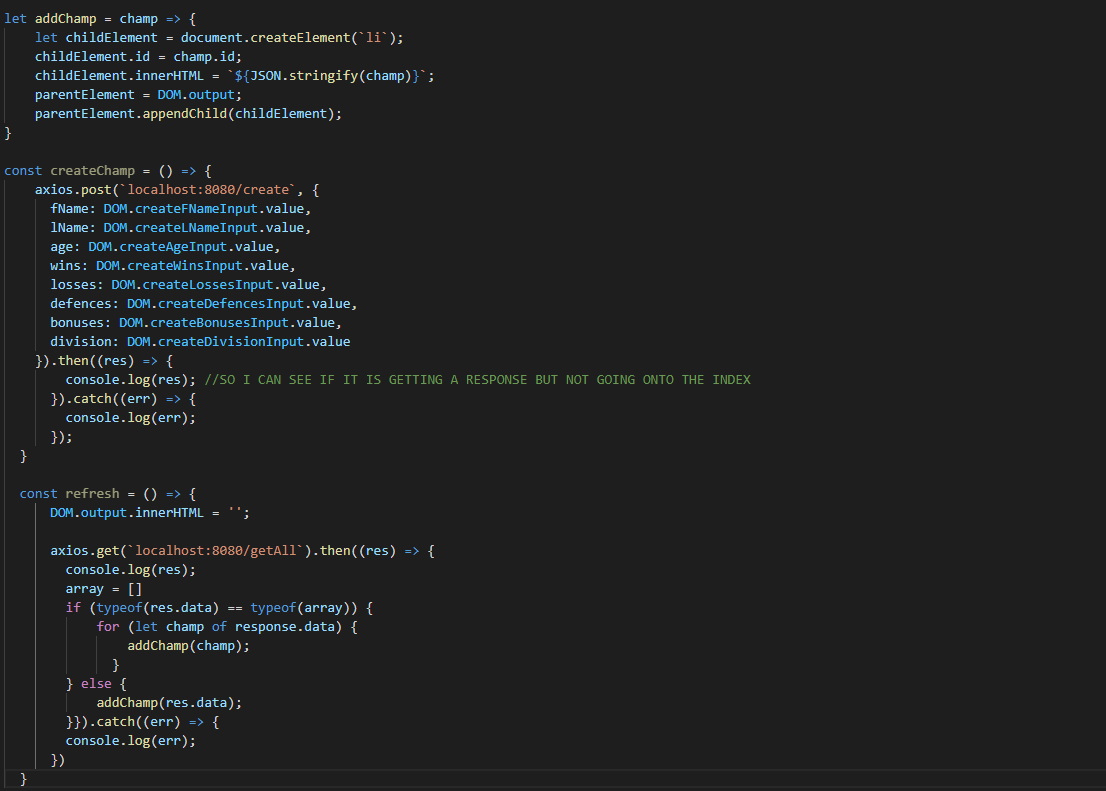 let addChamp = champ => {
    let childElement = document.createElement(`li`);
    childElement.id = champ.id;
    childElement.innerHTML = `${JSON.stringify(champ)}`;
    parentElement = DOM.output;
    parentElement.appendChild(childElement);
}
const createChamp = () => {
    axios.post(`localhost:8080/create`, {
      fName: DOM.createFNameInput.value,
      lName: DOM.createLNameInput.value,
      age: DOM.createAgeInput.value,
      wins: DOM.createWinsInput.value,
      losses: DOM.createLossesInput.value,
      defences: DOM.createDefencesInput.value,
      bonuses: DOM.createBonusesInput.value,
      division: DOM.createDivisionInput.value
    }).then((res) => {
        console.log(res); //SO I CAN SEE IF IT IS GETTING A RESPONSE BUT NOT GOING ONTO THE INDEX
      }).catch((err) => {
        console.log(err);
      });
  }
  const refresh = () => {
      DOM.output.innerHTML = '';
      axios.get(`localhost:8080/getAll`).then((res) => {
        console.log(res);
        array = []
        if (typeof(res.data) == typeof(array)) {
            for (let champ of response.data) {
                addChamp(champ);
              }
        } else {
            addChamp(res.data);
        }}).catch((err) => {
        console.log(err);
      })
  }